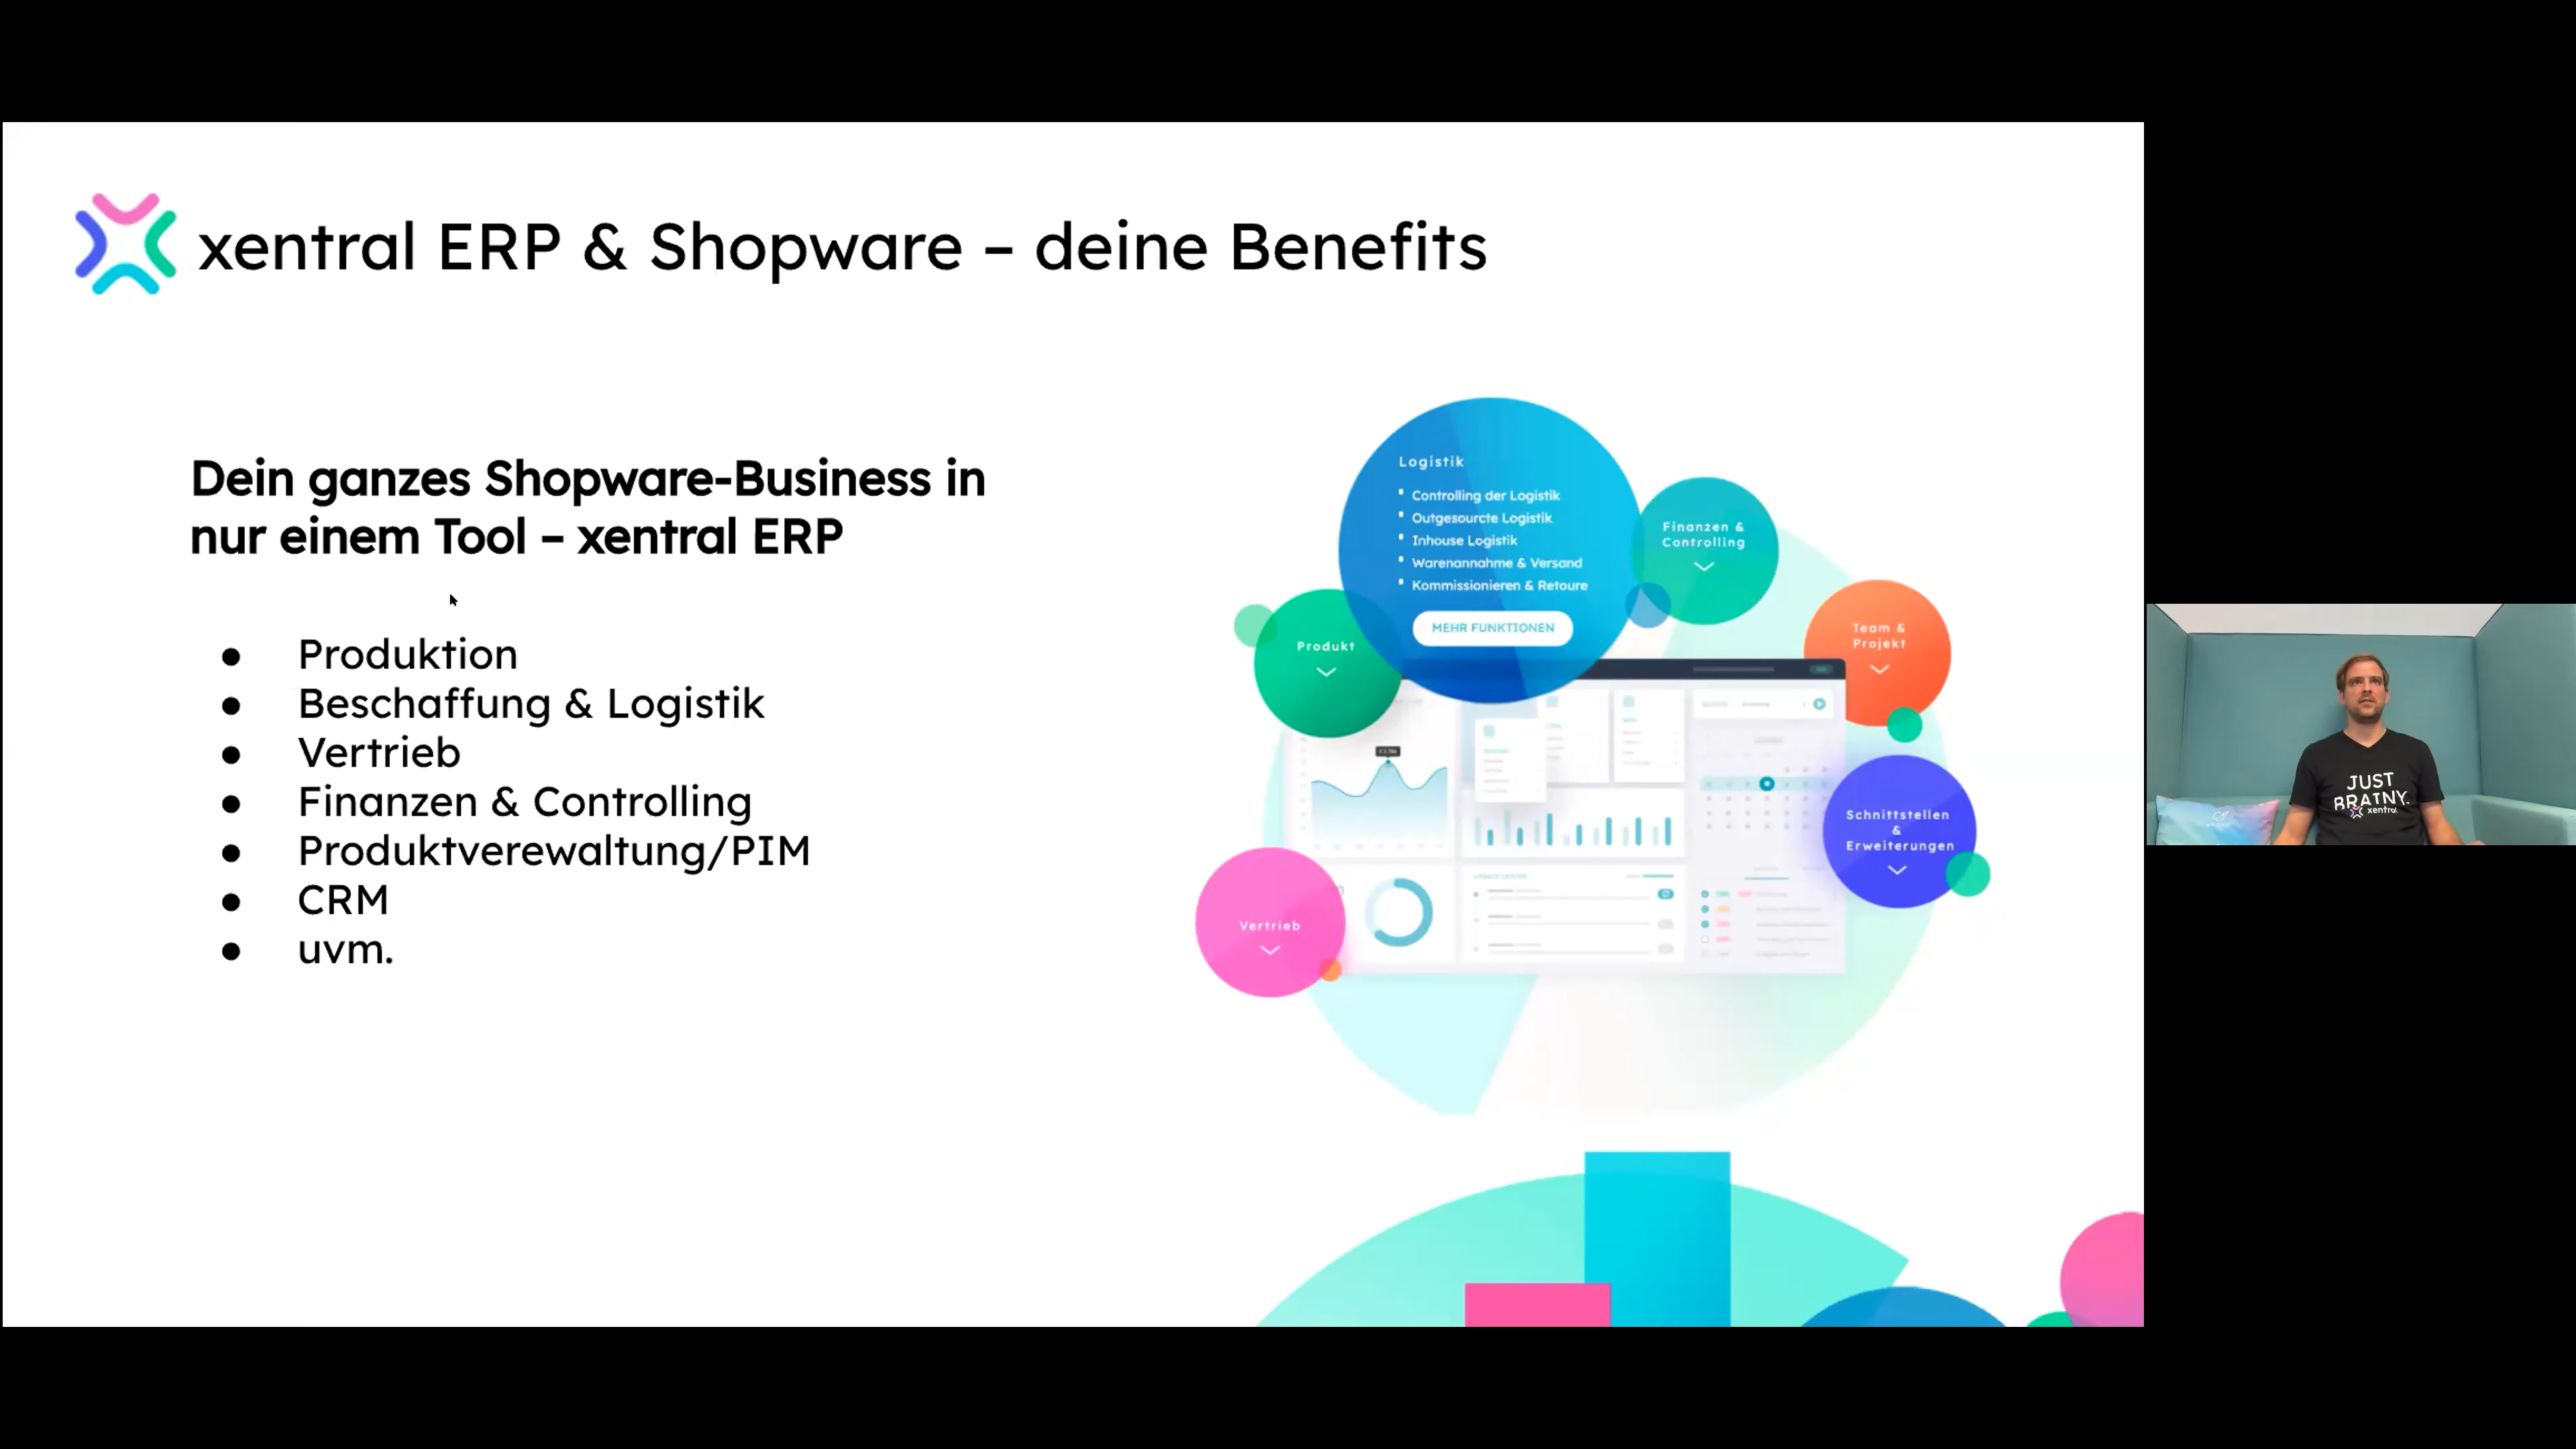 xentral ERP & Shopware – deine Benefits
Dein ganzes Shopware-Business in
nur einem Tool – xentral ERP
● Produktion
● Beschaffung & Logistik
● Vertrieb
● Finanzen & Controlling
● Produktverewaltung/PIM
● CRM
● uvm.
Logistik
Controlling der Logistik
Outgesourcte Logistik
Inhouse Logistik
Warenannahme & Versand
Kommissionieren & Retoure
MEHR FUNKTIONEN
Finanzen &
Controlling
Team &
Projekt
Produkt
Schnittstellen
&
Erweiterungen
Vertrieb
JUST
BRATNY.
xentral